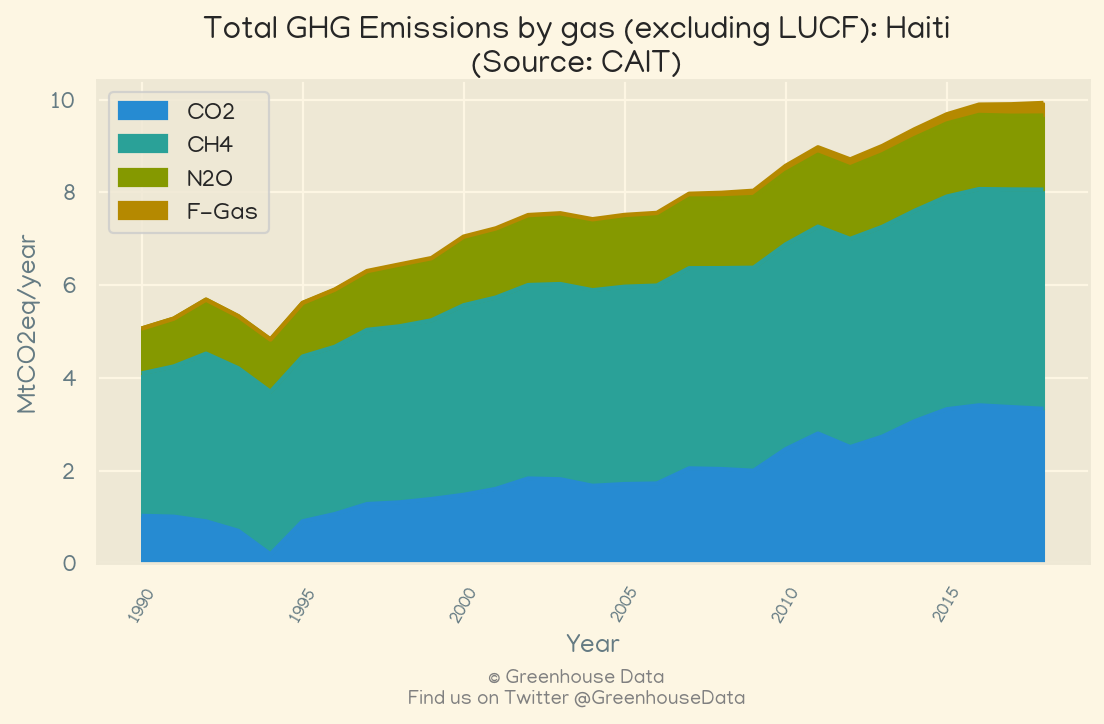 Total GHG Emissions by gas (excluding LUCF): Haiti
(Source: CAIT)
CO2
CH4
N2O
F-Gas
10
8
6
4
2
0
MtCO2eq/year
1990
1995
2000
2005
2010
2015
Year
© Greenhouse Data
Find us on Twitter @GreenhouseData